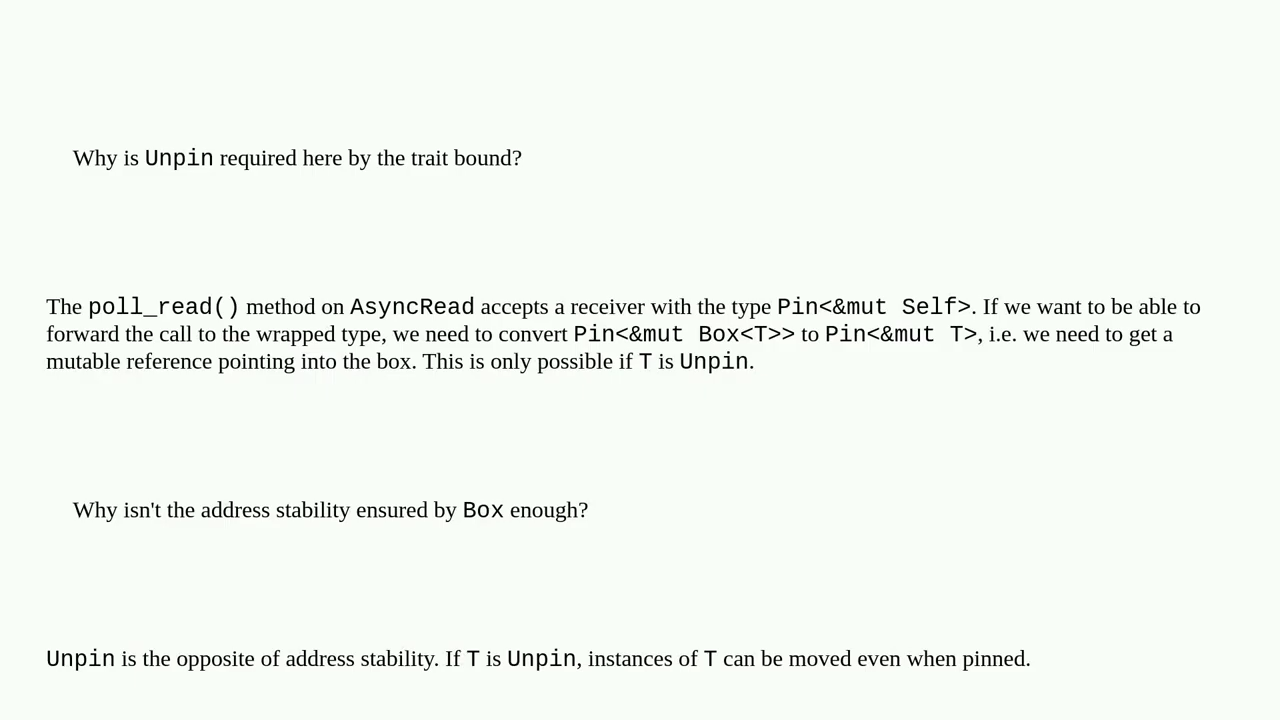 Why is Unpin required here by the trait bound?
The poll_read() method on AsyncRead accepts a receiver with the type Pin<&mut Self>. If we want to be able to
forward the call to the wrapped type, we need to convert Pin<&mut Box<T>> to Pin<&mut T>, i.e. we need to get a
mutable reference pointing into the box. This is only possible if T is Unpin.
Why isn't the address stability ensured by Box enough?
Unpin is the opposite of address stability. If T is Unpin, instances of T can be moved even when pinned.